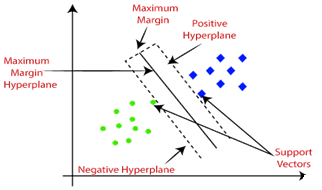 Maximum
Margin
Positive
Hyperplane
Maximum
Margin
Hyperplane
Support
Vectors
Negative Hyperplane